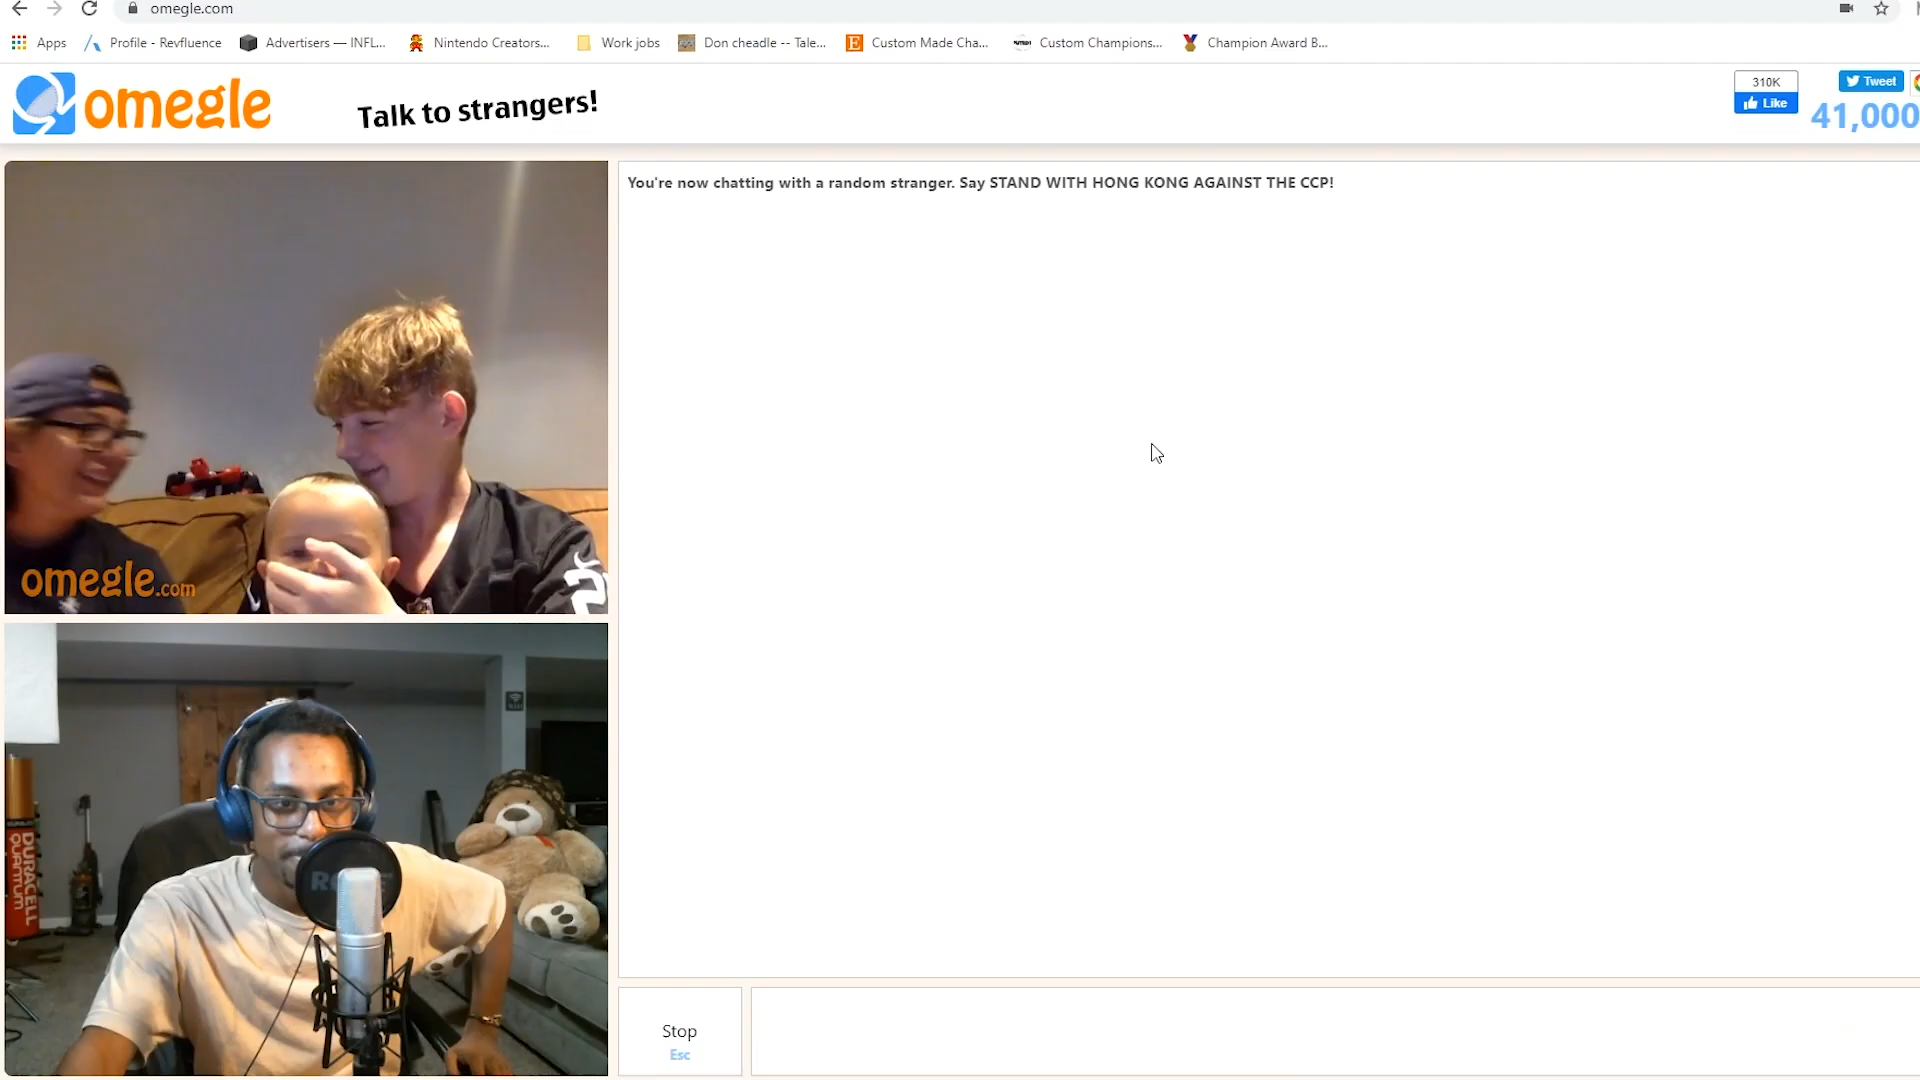 omegle.com
Apps
Profile - Revfluence
Advertisers — INFL...
Nintendo Creators...
Work jobs
Don cheadle -- Tale...
Custom Made Cha...
Custom Champions...
Champion Award B...
omegle
Talk to strangers!
310K
Like
Tweet
41,000
You're now chatting with a random stranger. Say STAND WITH HONG KONG AGAINST THE CCP!
omegle.com
DURACELL
QUANTUM
Stop
Esc